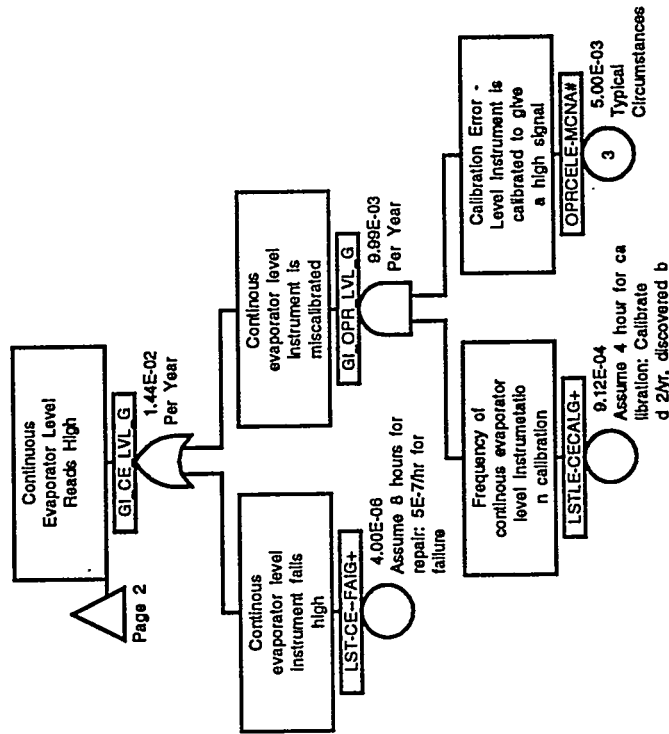 Continuous
Evaporator Level
Reads High
GI_CE_LVL_G
1.44E-02
Per Year
Page 2
Continous
evaporator level
Instrument fails
high
LST-CE--FAIG+
4.00E-06
Assume 8 hours for
repair: 5E-7/hr for
failure
Continous
evaporator level
Instrument is
miscalibrated
GI_OPR_LVL_G
9.99E-03
Per Year
Frequency of
continous evaporator
level Instrumetatio
n calibration
LSTLE-CECALG+
9.12E-04
Assume 4 hour for ca
libration: Calibrate
d 2/yr, discovered b
Calibration Error -
Level Instrument is
calibrated to give
a high signal
OPRCELE-MCNA#
3
5.00E-03
Typical
Circumstances